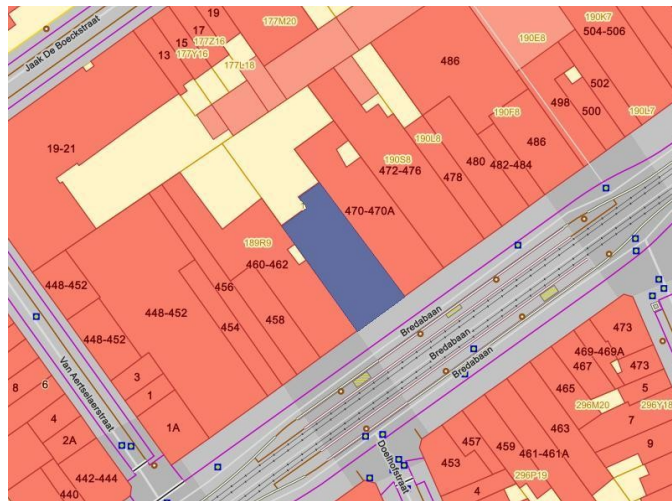 19
177M20
17
15
177Z16
13
177Y16
177L18
Jaak De Boeckstraat
190K7
504-506
190E8
486
502
498
500
190L7
190F8
190L8
486
480
482-484
478
190S8
472-476
19-21
470-470A
189R9
460-462
448-452
456
448-452
454
458
448-452
Bredabaan
Bredabaan
Bredabaan
Van Aertselaerstraat
3
1
1A
8
6
4
2A
442-444
440
473
469-469A
467
473
465
5
296M20
296Y18
463
7
457
459
461-461A
9
453
296P19
4
Doelhofstraat